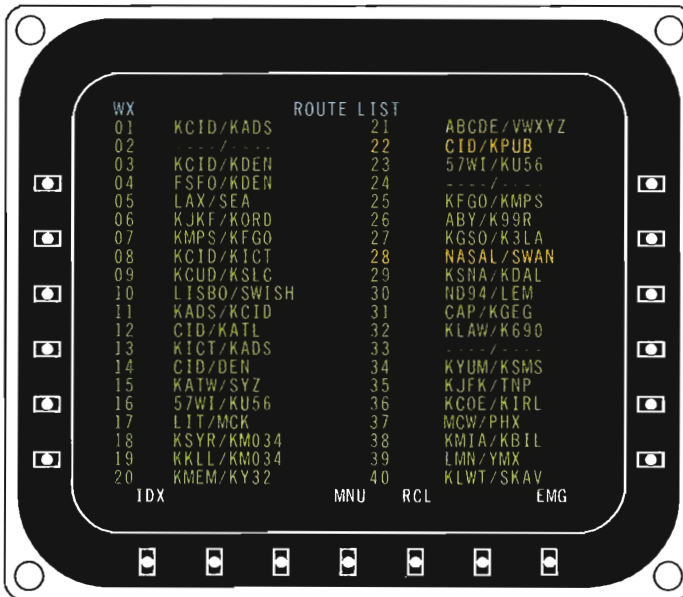 WX ROUTE LIST
01 KCID/KADS 21 ABCDE/VWXYZ
02 ----/---- 22 CID/KPUB
03 KCID/KDEN 23 57WI/KU56
04 FSFO/KDEN 24 ----/----
05 LAX/SEA 25 KFGO/KMPS
06 KJKF/KORD 26 ABY/K99R
07 KMPS/KFGO 27 KGSO/K3LA
08 KCID/KICT 28 NASAL/SWAN
09 KCUD/KSLC 29 KSNA/KDAL
10 LISBO/SWISH 30 ND94/LEM
11 KADS/KCID 31 CAP/KGEG
12 CID/KATL 32 KLAW/K690
13 KICT/KADS 33 ----/----
14 CID/DEN 34 KYUM/KSMS
15 KATW/SYZ 35 KJFK/TNP
16 57WI/KU56 36 KCOE/KIRL
17 LIT/MCK 37 MCW/PHX
18 KSYR/KM034 38 KMIA/KBIL
19 KKLL/KM034 39 LMN/YMX
20 KMEM/KY32 40 KLWT/SKAV
IDX MNU RCL EMG